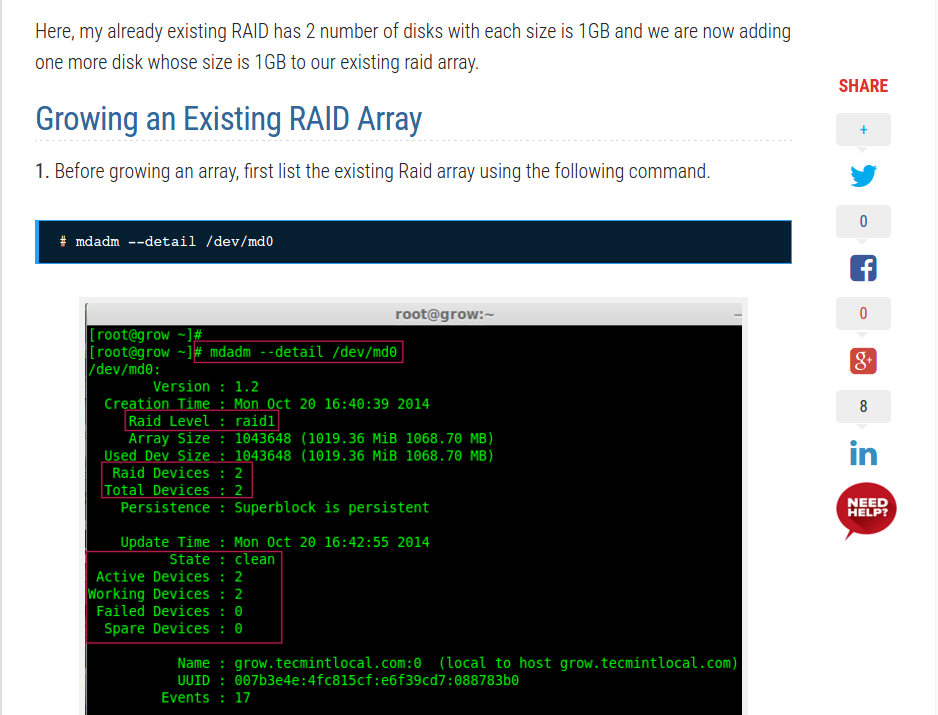 Here, my already existing RAID has 2 number of disks with each size is 1GB and we are now adding
one more disk whose size is 1GB to our existing raid array.
Growing an Existing RAID Array
1. Before growing an array, first list the existing Raid array using the following command.
# mdadm --detail /dev/md0
root@grow:~
[root@grow ~]#
[root@grow ~]# mdadm --detail /dev/md0
/dev/md0:
Version : 1.2
Creation Time : Mon Oct 20 16:40:39 2014
Raid Level : raid1
Array Size : 1043648 (1019.36 MiB 1068.70 MB)
Used Dev Size : 1043648 (1019.36 MiB 1068.70 MB)
Raid Devices : 2
Total Devices : 2
Persistence : Superblock is persistent
Update Time : Mon Oct 20 16:42:55 2014
State : clean
Active Devices : 2
Working Devices : 2
Failed Devices : 0
Spare Devices : 0
Name : grow.tecmintlocal.com:0 (local to host grow.tecmintlocal.com)
UUID : 007b3e4e:4fc815cf:e6f39cd7:088783b0
Events : 17
SHARE
+
0
0
8+
8
in
NEED
HELP?